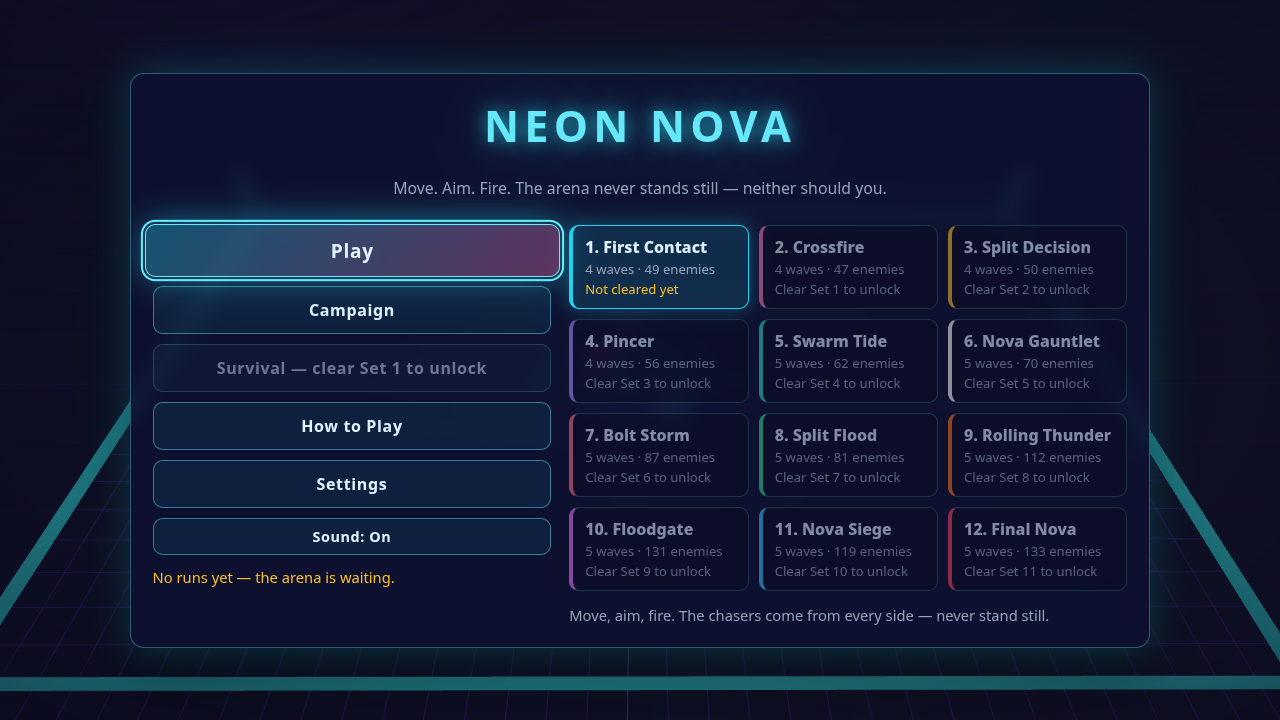 NEON NOVA
Move. Aim. Fire. The arena never stands still — neither should you.
Play
Campaign
Survival — clear Set 1 to unlock
How to Play
Settings
Sound: On
No runs yet — the arena is waiting.
1. First Contact
4 waves · 49 enemies
Not cleared yet
2. Crossfire
4 waves · 47 enemies
Clear Set 1 to unlock
3. Split Decision
4 waves · 50 enemies
Clear Set 2 to unlock
4. Pincer
4 waves · 56 enemies
Clear Set 3 to unlock
5. Swarm Tide
5 waves · 62 enemies
Clear Set 4 to unlock
6. Nova Gauntlet
5 waves · 70 enemies
Clear Set 5 to unlock
7. Bolt Storm
5 waves · 87 enemies
Clear Set 6 to unlock
8. Split Flood
5 waves · 81 enemies
Clear Set 7 to unlock
9. Rolling Thunder
5 waves · 112 enemies
Clear Set 8 to unlock
10. Floodgate
5 waves · 131 enemies
Clear Set 9 to unlock
11. Nova Siege
5 waves · 119 enemies
Clear Set 10 to unlock
12. Final Nova
5 waves · 133 enemies
Clear Set 11 to unlock
Move, aim, fire. The chasers come from every side — never stand still.